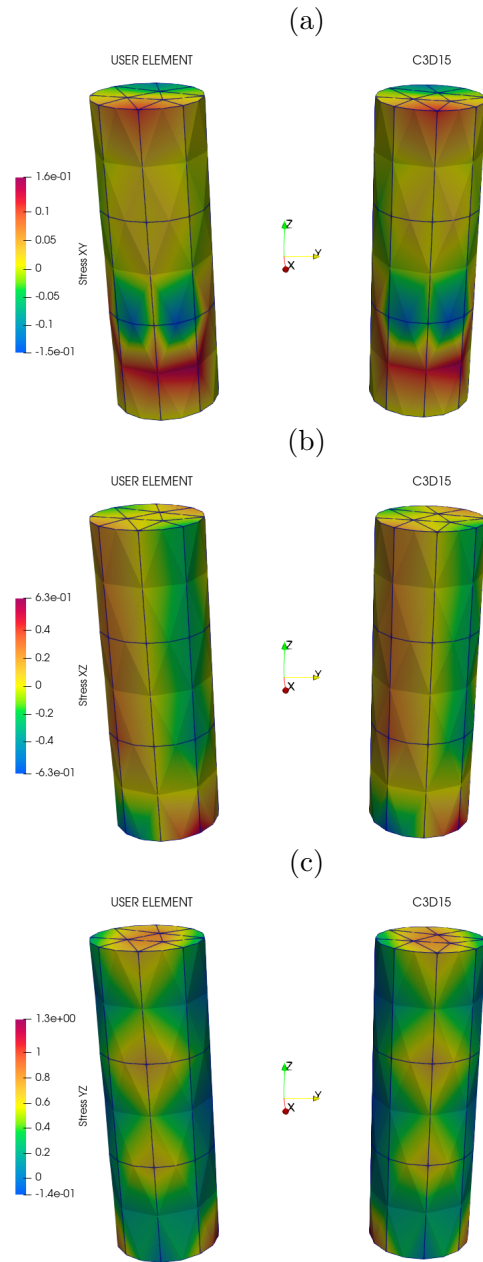 (a)
USER ELEMENT
C3D15
1.6e-01
0.1
0.05
0
-0.05
-0.1
-1.5e-01
Stress XY
Z
Y
X
(b)
USER ELEMENT
C3D15
6.3e-01
0.4
0.2
0
-0.2
-0.4
-6.3e-01
Stress XZ
Z
Y
X
(c)
USER ELEMENT
C3D15
1.3e+00
1
0.8
0.6
0.4
0.2
0
-1.4e-01
Stress YZ
Z
Y
X